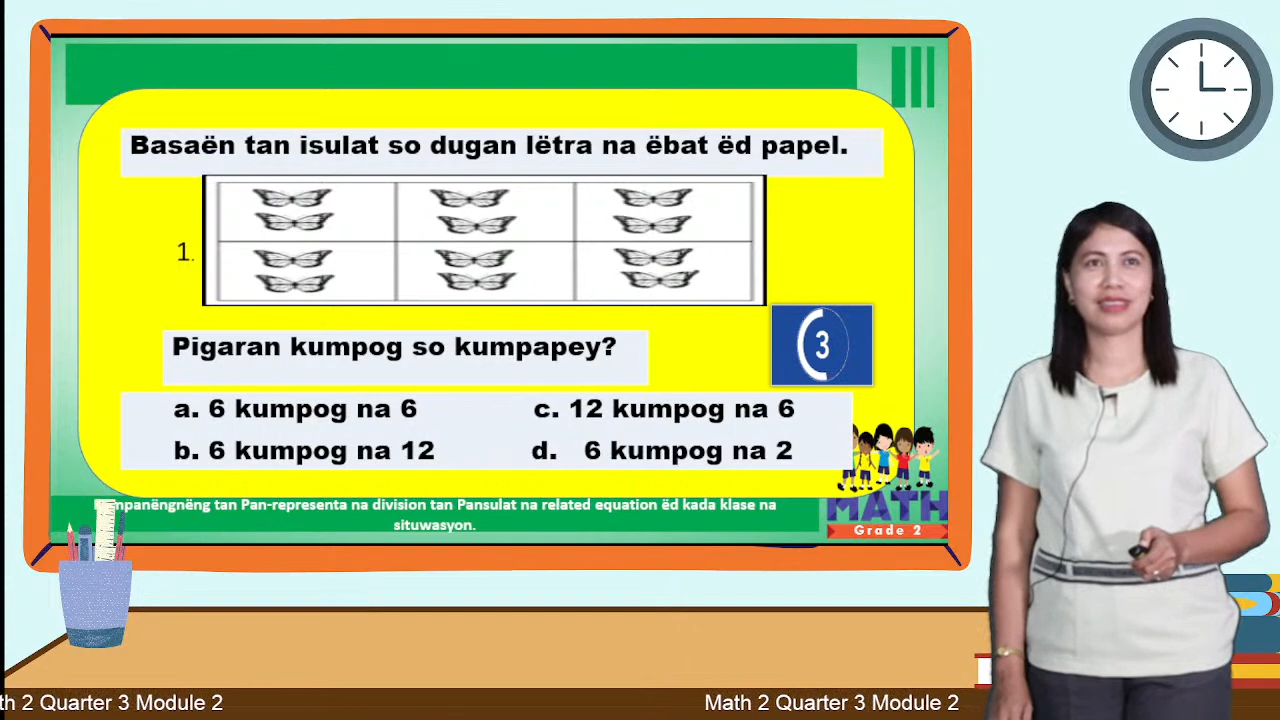 Basaën tan isulat so dugan lëtra na ëbat ëd papel.
1.
Pigaran kumpog so kumpapey?
3
a. 6 kumpog na 6
c. 12 kumpog na 6
b. 6 kumpog na 12
d. 6 kumpog na 2
tan Pan-representa na division tan Pansulat na related equation ëd kada klase na
situwasyon.
MATH
Grade 2
th 2 Quarter 3 Module 2
Math 2 Quarter 3 Module 2